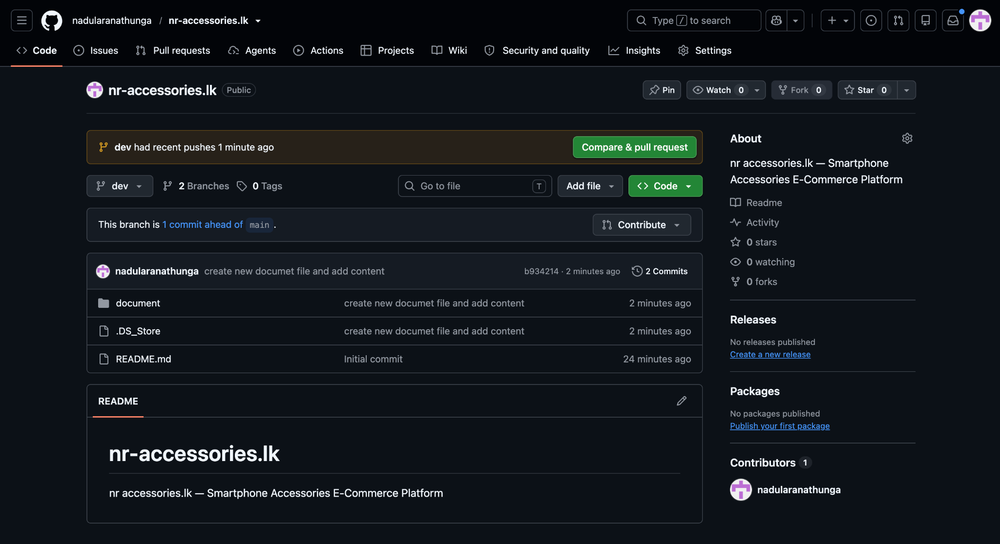 nadularanathunga / nr-accessories.lk
Type / to search
Code Issues Pull requests Agents Actions Projects Wiki Security and quality Insights Settings
nr-accessories.lk Public
Pin Watch 0 Fork 0 Star 0
dev had recent pushes 1 minute ago
Compare & pull request
dev 2 Branches 0 Tags
Go to file T
Add file
Code
This branch is 1 commit ahead of main .
Contribute
nadularanathunga create new documet file and add content b934214 · 2 minutes ago 2 Commits
document create new documet file and add content 2 minutes ago
.DS_Store create new documet file and add content 2 minutes ago
README.md Initial commit 24 minutes ago
README
nr-accessories.lk
nr accessories.lk — Smartphone Accessories E-Commerce Platform
About
nr accessories.lk — Smartphone
Accessories E-Commerce Platform
Readme
Activity
0 stars
0 watching
0 forks
Releases
No releases published
Create a new release
Packages
No packages published
Publish your first package
Contributors 1
nadularanathunga